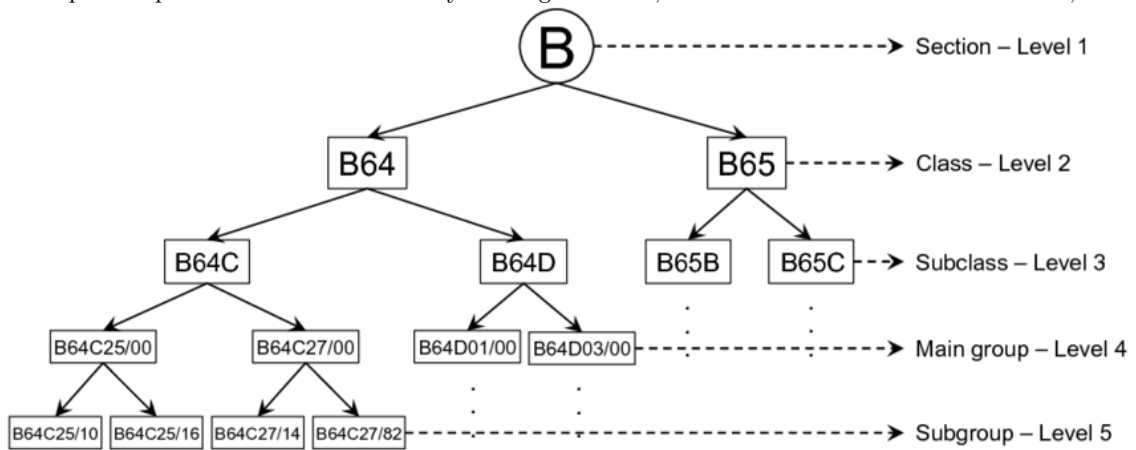 B
Section – Level 1
B64
B65
Class – Level 2
B64C
B64D
B65B
B65C
Subclass – Level 3
B64C25/00
B64C27/00
B64D01/00
B64D03/00
Main group – Level 4
B64C25/10
B64C25/16
B64C27/14
B64C27/82
Subgroup – Level 5